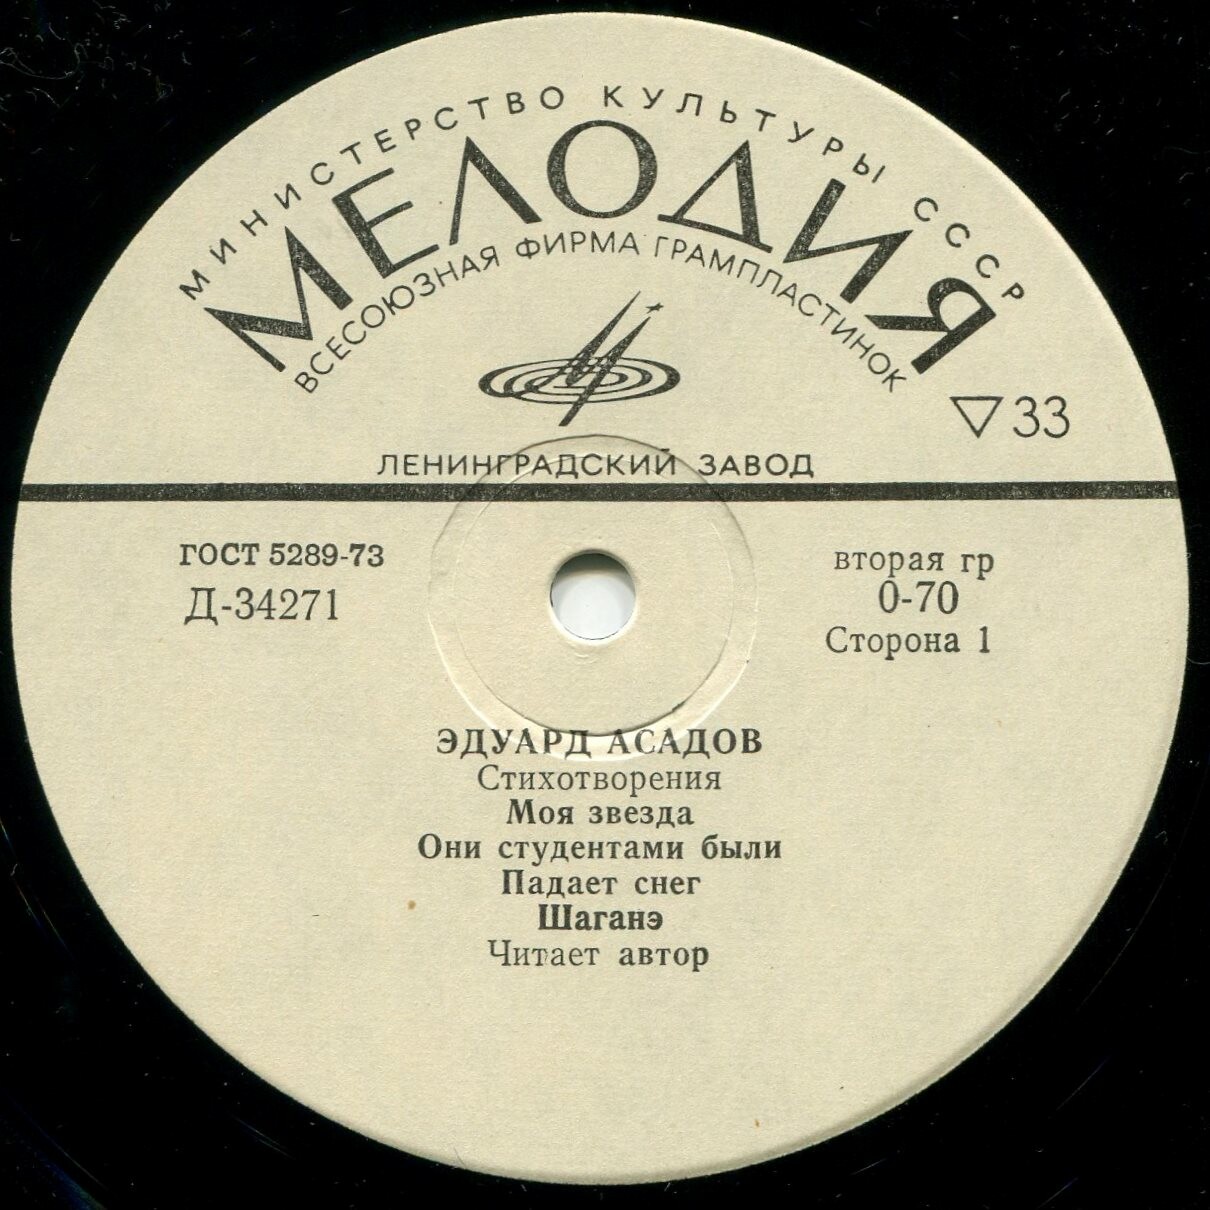 МИНИСТЕРСТВО КУЛЬТУРЫ СССР
МЕЛОДИЯ
ВСЕСОЮЗНАЯ ФИРМА ГРАМПЛАСТИНОК
33
ЛЕНИНГРАДСКИЙ ЗАВОД
ГОСТ 5289-73
Д-34271
вторая гр
0-70
Сторона 1
ЭДУАРД АСАДОВ
Стихотворения
Моя звезда
Они студентами были
Падает снег
Шаганэ
Читает автор